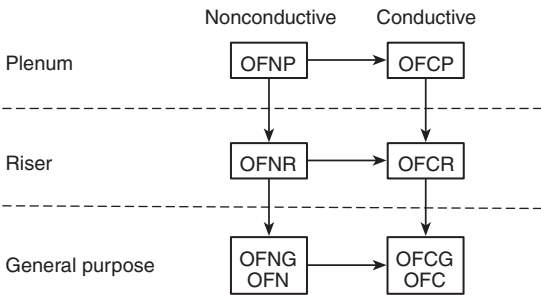 Nonconductive Conductive
Plenum OFNP OFCP
Riser OFNR OFCR
General purpose OFNG OFCG
OFN OFC